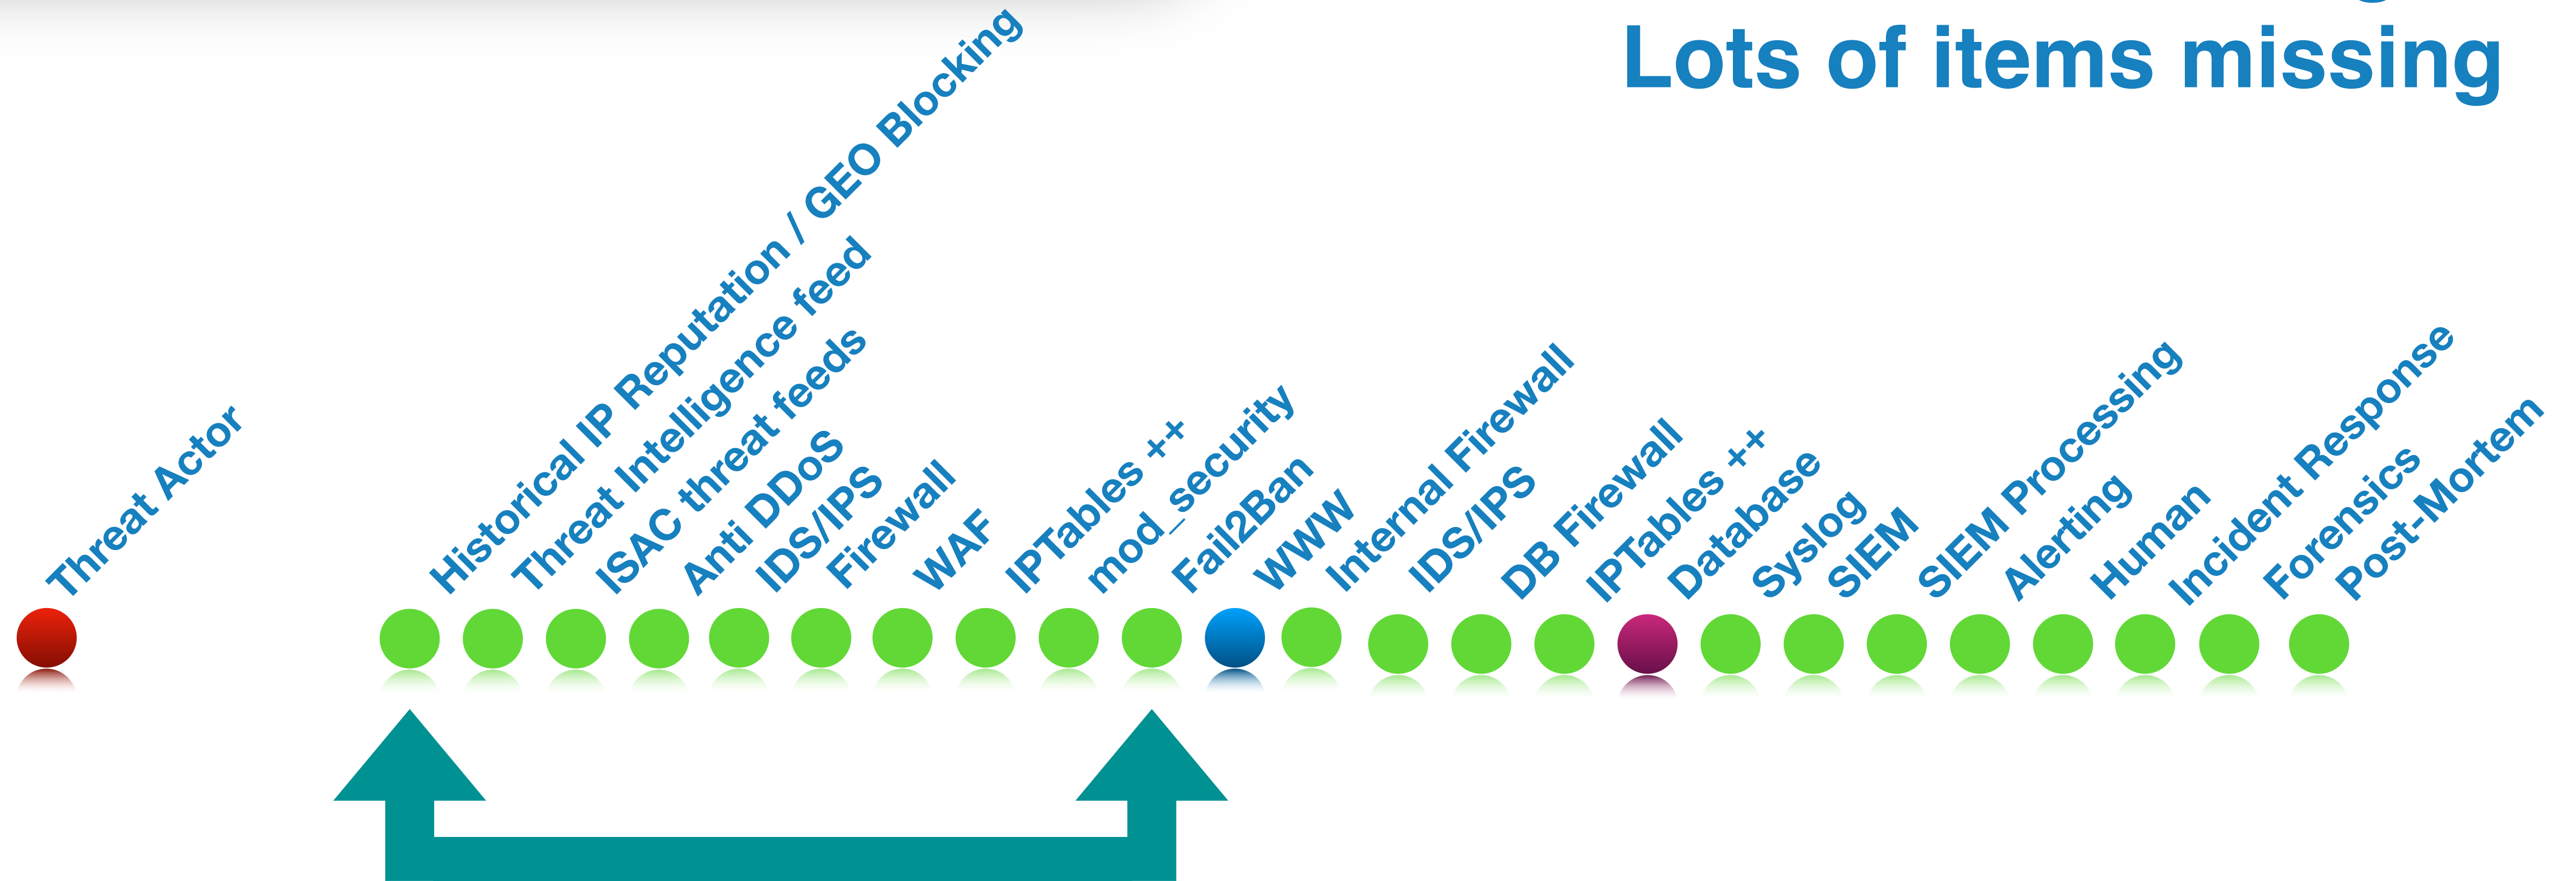 Lots of items missing
Threat Actor
Historical IP Reputation / GEO Blocking
Threat Intelligence feed
ISAC threat feeds
Anti DDoS
IDS/IPS
Firewall
WAF
IPTables ++
mod_security
Fail2Ban
WWW
Internal Firewall
IDS/IPS
DB Firewall
IPTables ++
Database
Syslog
SIEM
SIEM Processing
Alerting
Human
Incident Response
Forensics
Post-Mortem